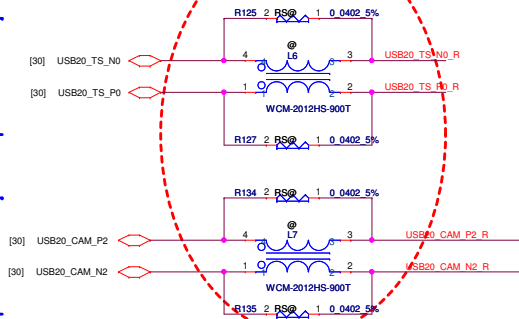 R125 2 RS@ 1 0_0402_5%
@
[30] USB20_TS_N0 4 L6 3 USB20_TS_N0_R
[30] USB20_TS_P0 1 2 USB20_TS_P0_R
WCM-2012HS-900T
R127 2 RS@ 1 0_0402_5%
R134 2 RS@ 1 0_0402_5%
@
[30] USB20_CAM_P2 4 L7 3 USB20_CAM_P2_R
[30] USB20_CAM_N2 1 2 USB20_CAM_N2_R
WCM-2012HS-900T
R135 2 RS@ 1 0_0402_5%